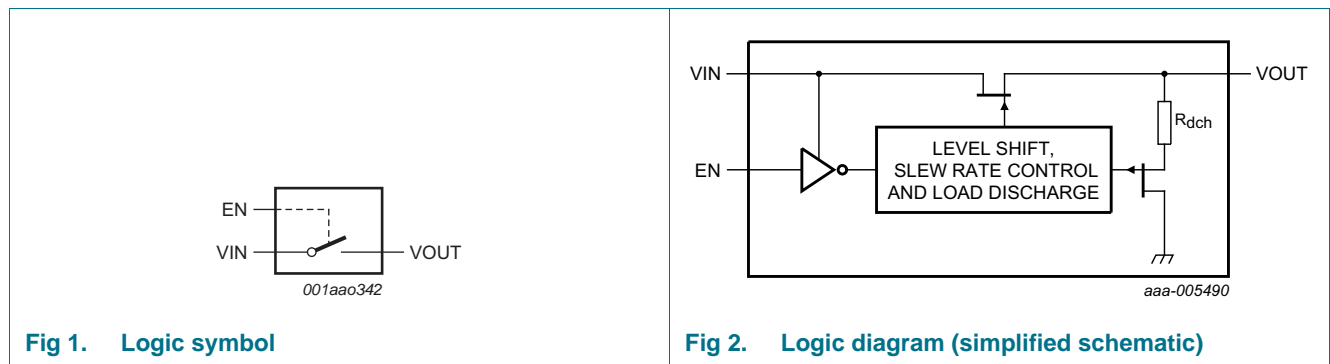 EN
VIN
VOUT
001aao342
Fig 1. Logic symbol
VIN
VOUT
Rdch
EN
LEVEL SHIFT,
SLEW RATE CONTROL
AND LOAD DISCHARGE
aaa-005490
Fig 2. Logic diagram (simplified schematic)